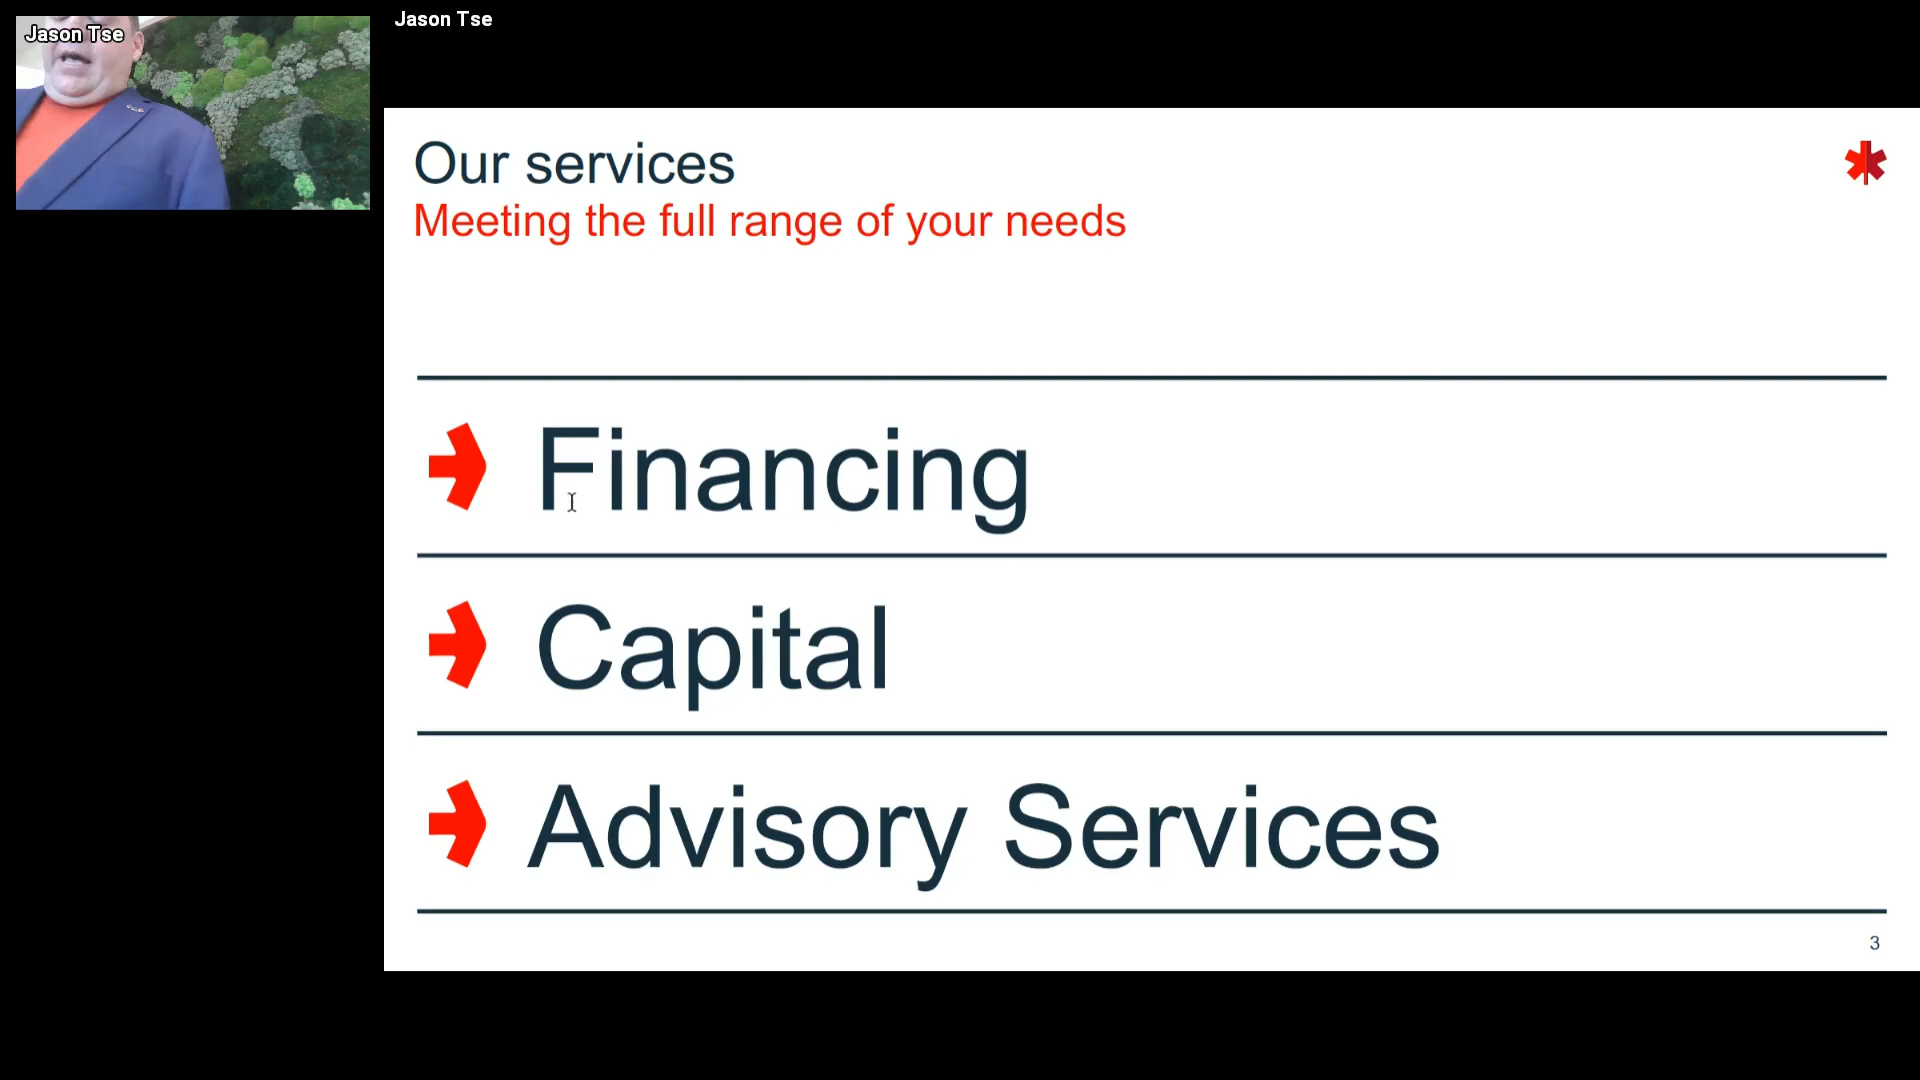 Jason Tse
Jason Tse
Our services
Meeting the full range of your needs
Financing
Capital
Advisory Services
3